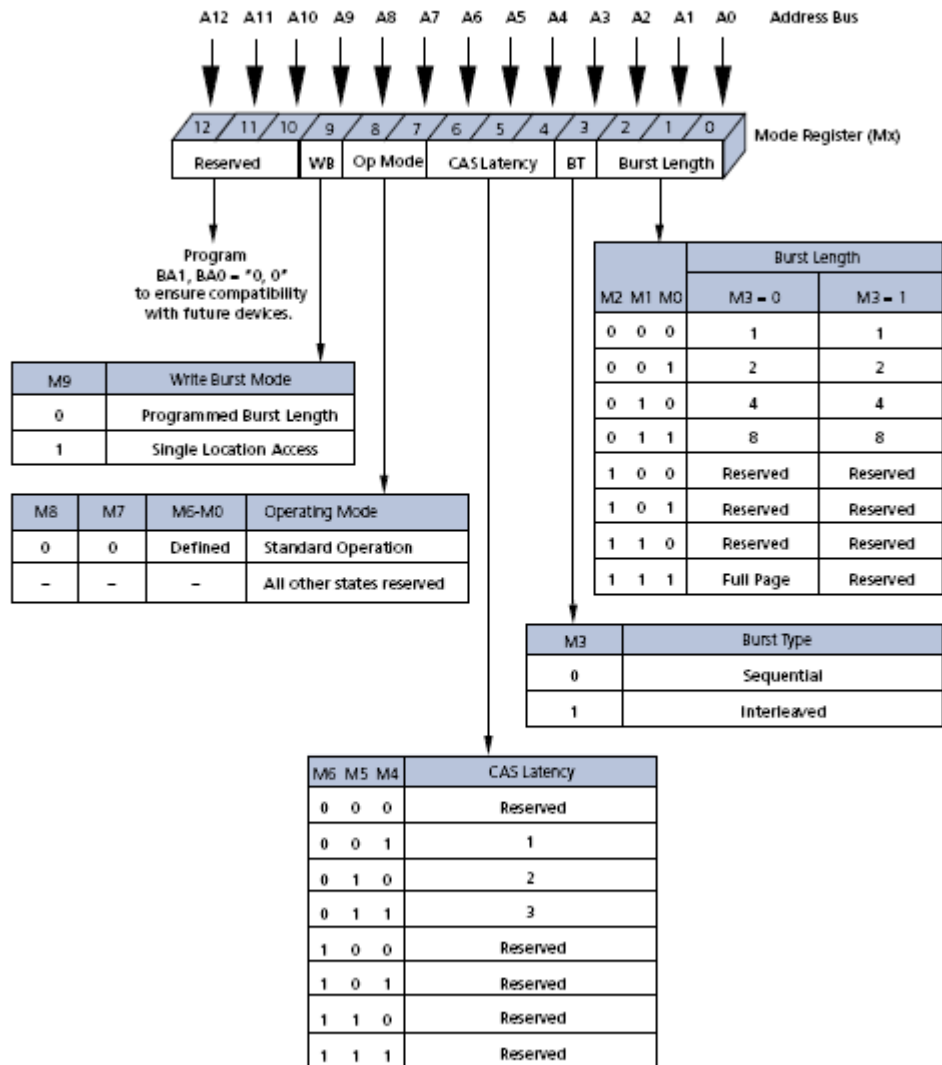 A12 A11 A10 A9 A8 A7 A6 A5 A4 A3 A2 A1 A0 Address Bus
12 11 10 9 8 7 6 5 4 3 2 1 0 Mode Register (Mx)
Reserved WB Op Mode CAS Latency BT Burst Length
Program
BA1, BA0 = "0, 0"
to ensure compatibility
with future devices.
Burst Length
M2 M1 M0 M3 = 0 M3 = 1
0 0 0 1 1
0 0 1 2 2
0 1 0 4 4
0 1 1 8 8
1 0 0 Reserved Reserved
1 0 1 Reserved Reserved
1 1 0 Reserved Reserved
1 1 1 Full Page Reserved
M9 Write Burst Mode
0 Programmed Burst Length
1 Single Location Access
M8 M7 M6-M0 Operating Mode
0 0 Defined Standard Operation
– – – All other states reserved
M3 Burst Type
0 Sequential
1 Interleaved
M6 M5 M4 CAS Latency
0 0 0 Reserved
0 0 1 1
0 1 0 2
0 1 1 3
1 0 0 Reserved
1 0 1 Reserved
1 1 0 Reserved
1 1 1 Reserved